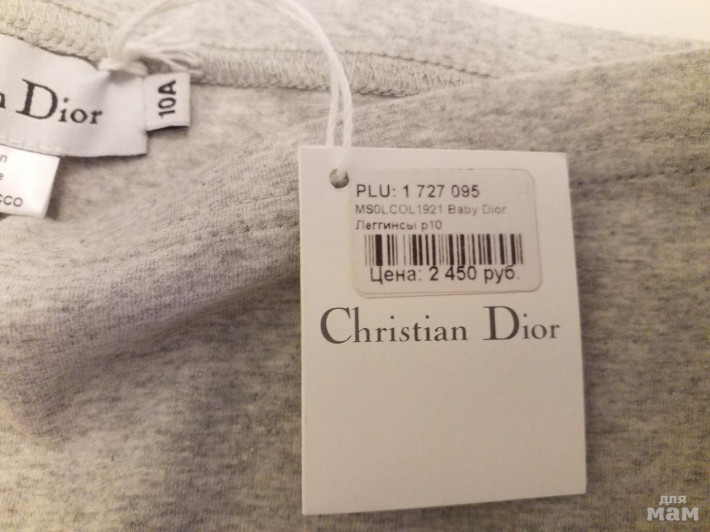 n Dior
10A
n
e
cco
PLU: 1 727 095
MS0LCOL1921 Baby Dior
Леггинсы р10
Цена: 2 450 руб.
Christian Dior
для
мам